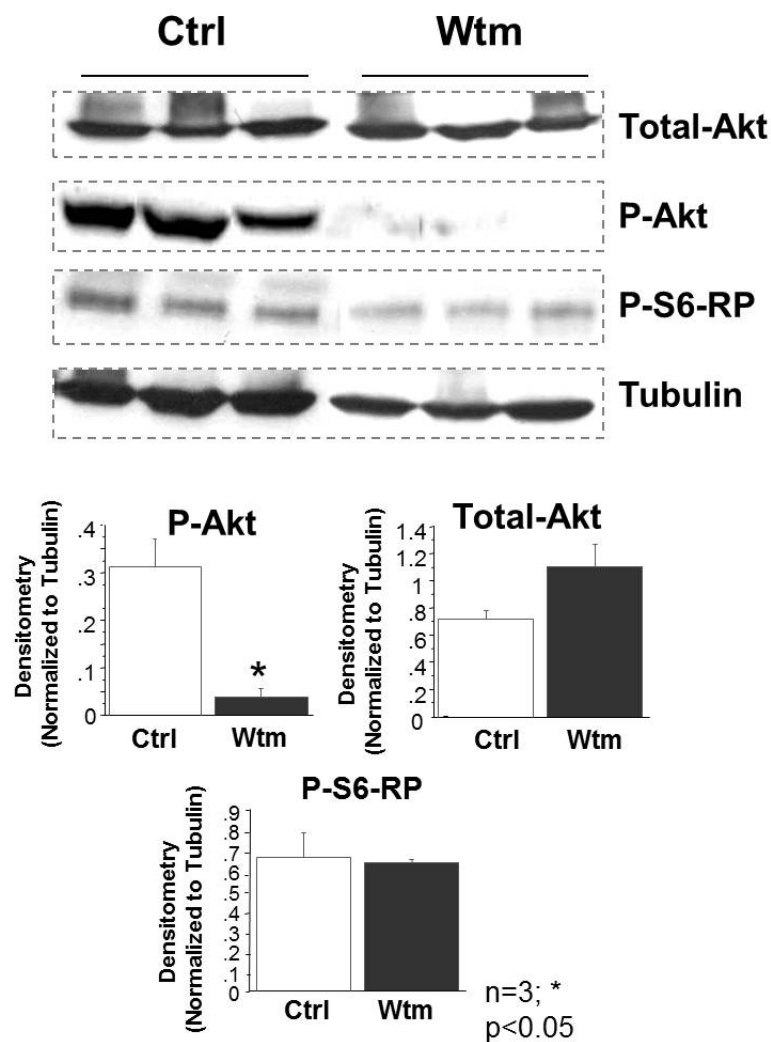 Ctrl Wtm
Total-Akt
P-Akt
P-S6-RP
Tubulin
P-Akt
Densitometry
(Normalized to Tubulin)
.4
.3
.2
.1
0
*
Ctrl Wtm
Total-Akt
Densitometry
(Normalized to Tubulin)
1.4
1.2
1
.8
.6
.4
.2
0
Ctrl Wtm
P-S6-RP
Densitometry
(Normalized to Tubulin)
.9
.8
.7
.6
.5
.4
.3
.2
.1
0
Ctrl Wtm
n=3; *
p<0.05